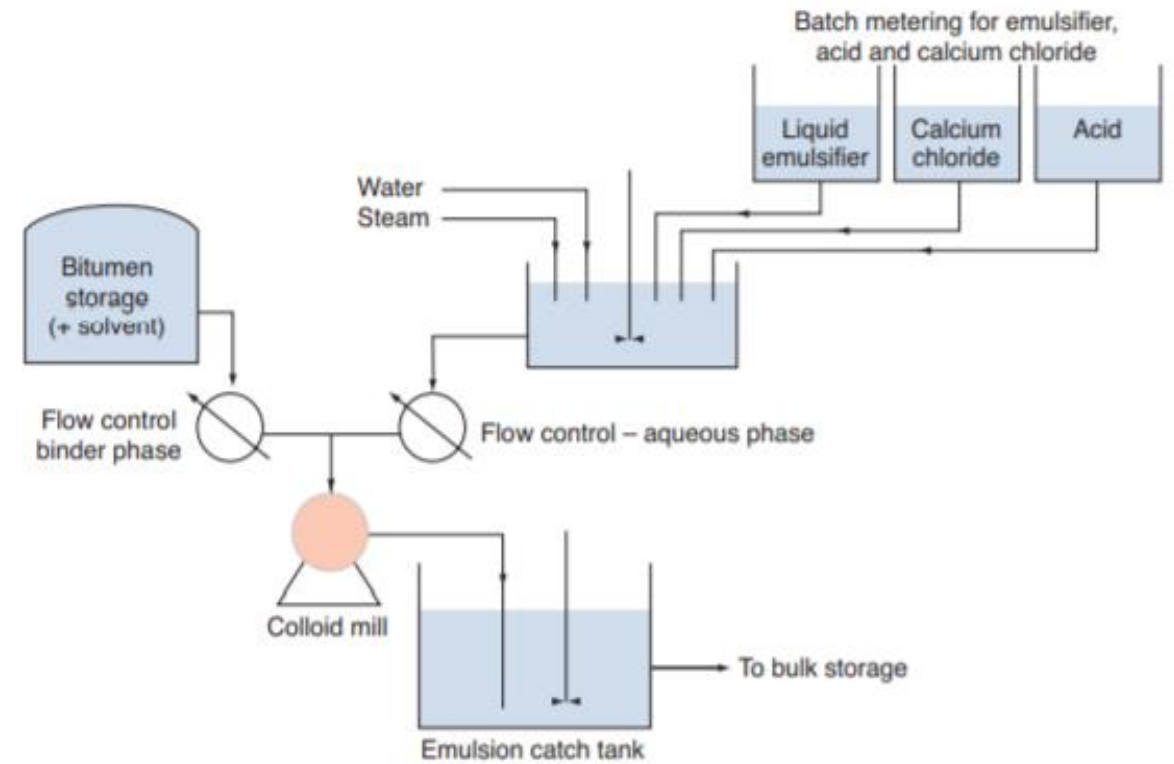 Batch metering for emulsifier,
acid and calcium chloride
Liquid
emulsifier
Calcium
chloride
Acid
Water
Steam
Bitumen
storage
(+ solvent)
Flow control
binder phase
Flow control – aqueous phase
Colloid mill
To bulk storage
Emulsion catch tank